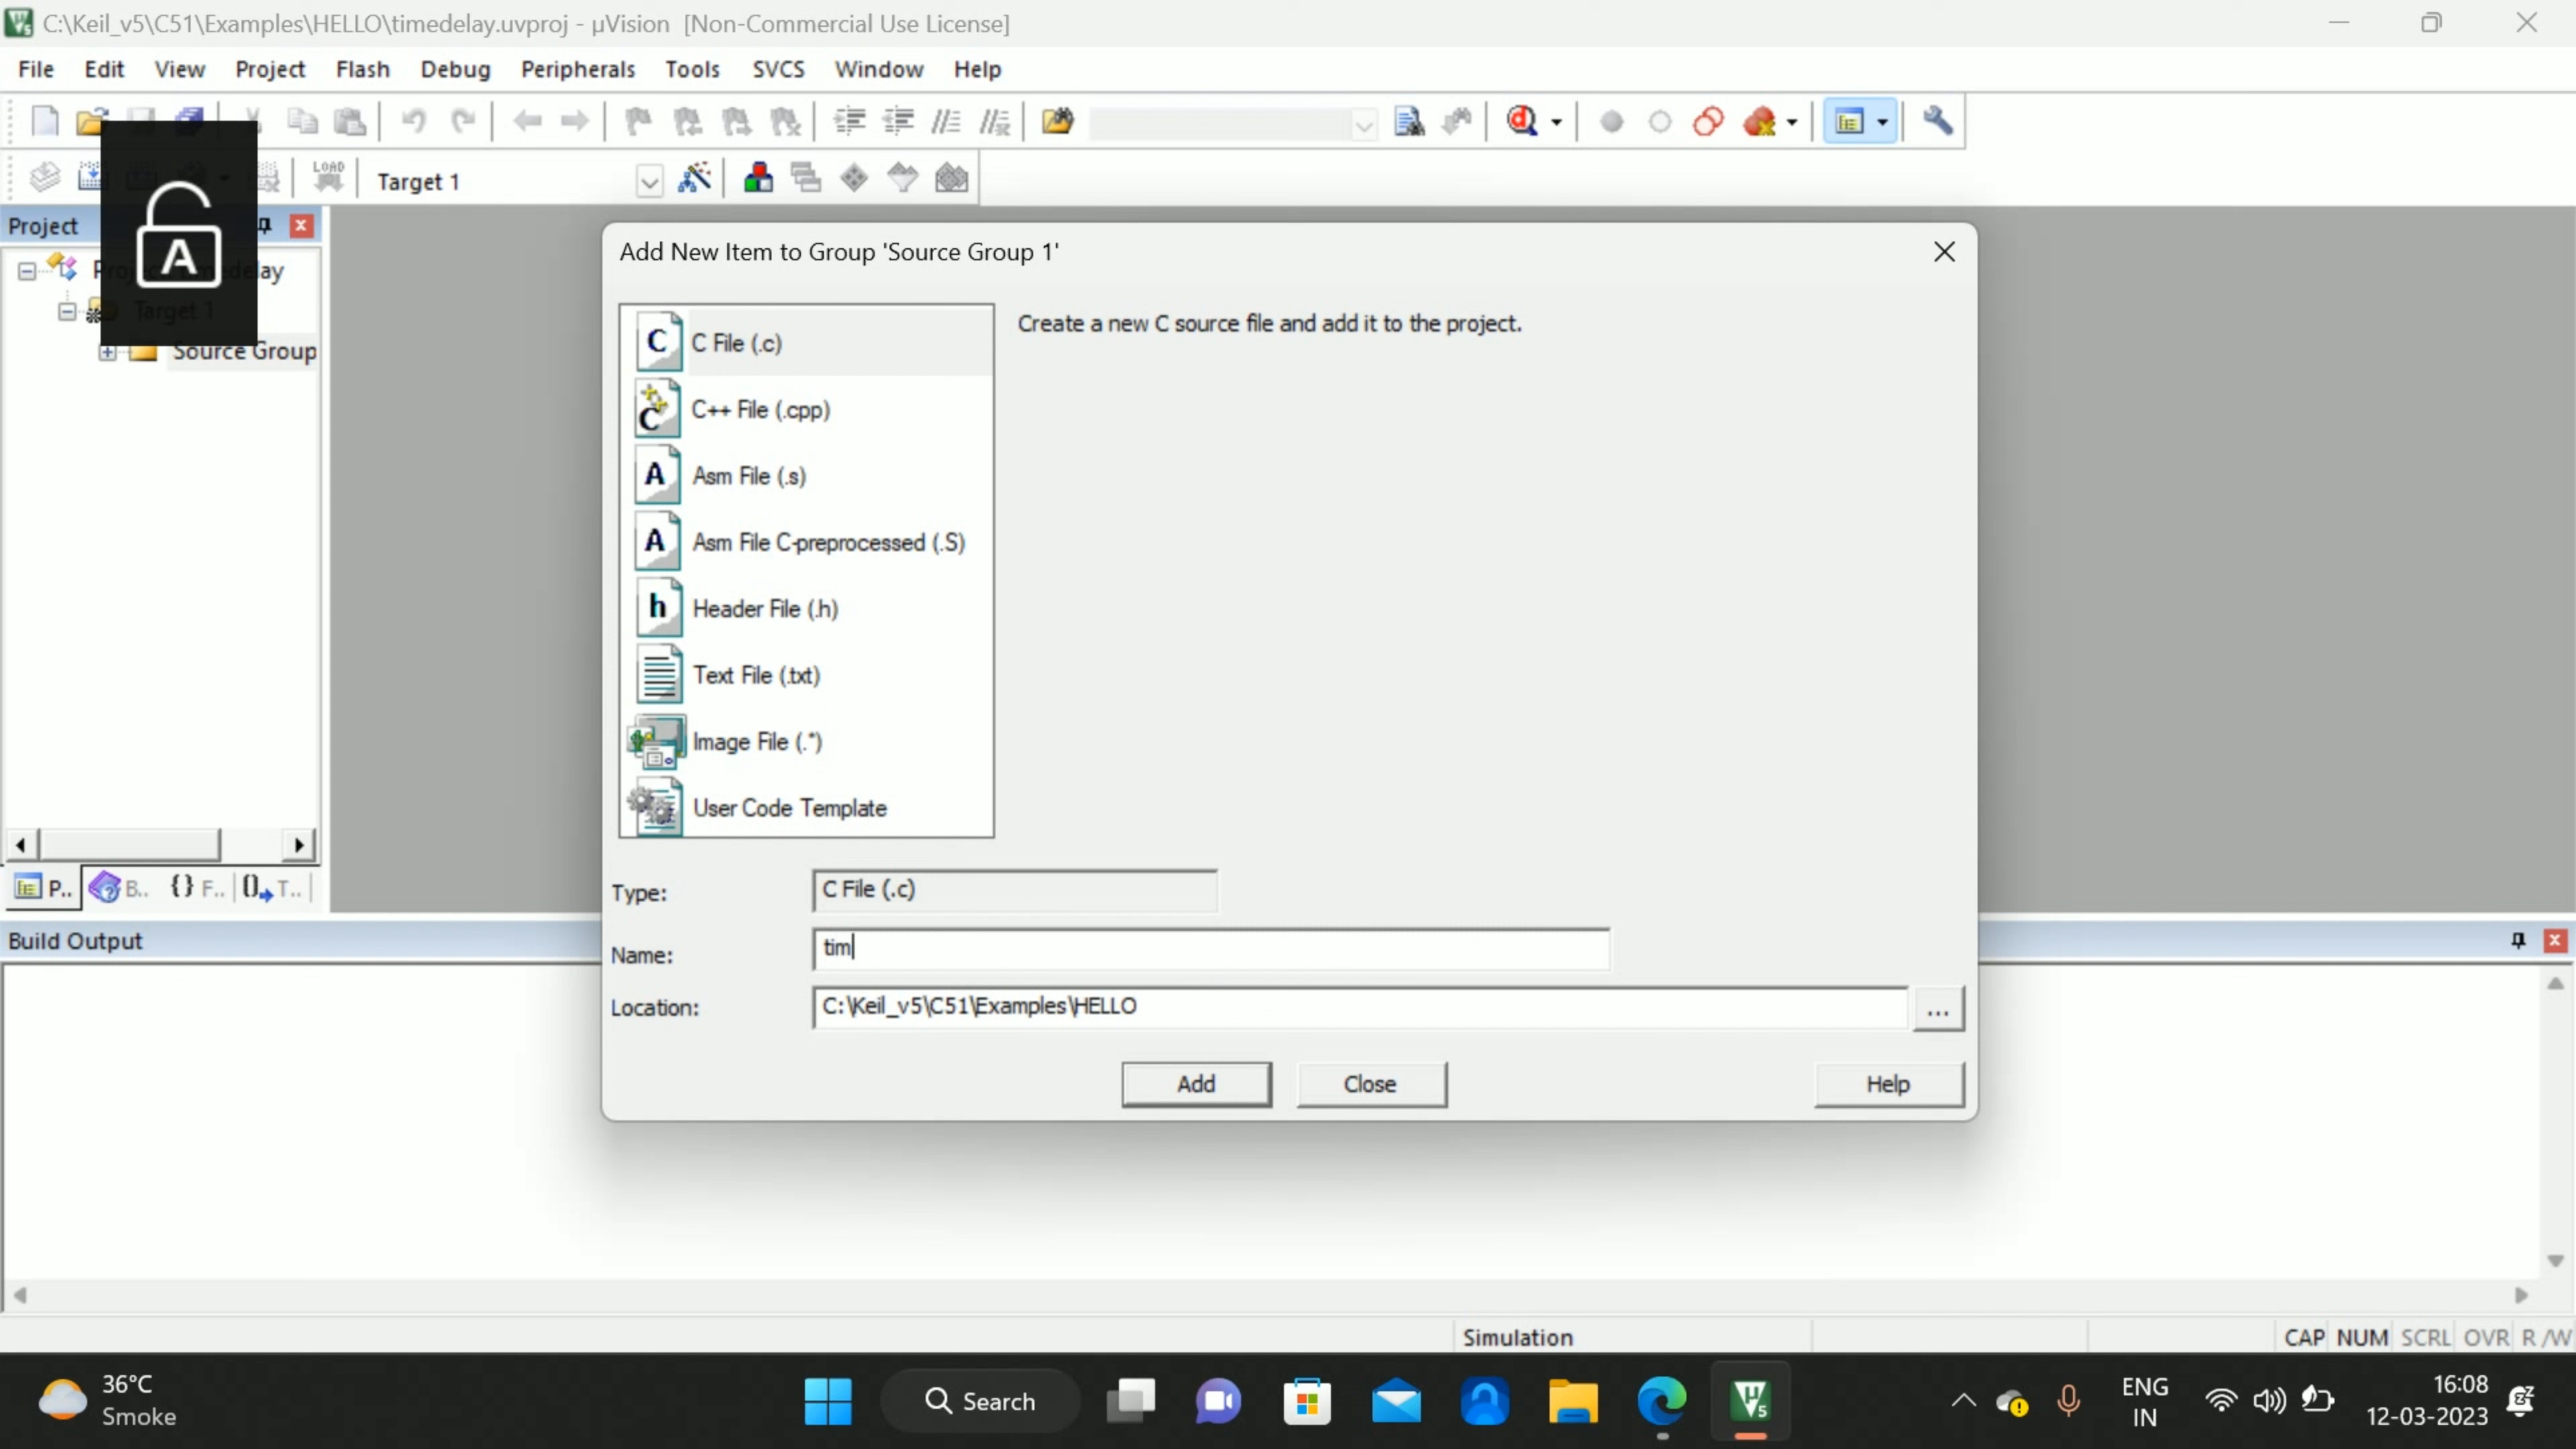 C:\Keil_v5\C51\Examples\HELLO\timedelay.uvproj - µVision [Non-Commercial Use License]
File Edit View Project Flash Debug Peripherals Tools SVCS Window Help
LOAD
Target 1
Project
A
Target 1
Source Group
P.. B.. {} F.. T..
Add New Item to Group 'Source Group 1'
C File (.c)
C++ File (.cpp)
Asm File (.s)
Asm File C-preprocessed (.S)
Header File (.h)
Text File (.txt)
Image File (.*)
User Code Template
Create a new C source file and add it to the project.
Type: C File (.c)
Name: tim
Location: C:\Keil_v5\C51\Examples\HELLO ...
Add Close Help
Build Output
Simulation CAP NUM SCRL OVR R /W
36°C
Smoke
Search
ENG
IN
16:08
12-03-2023